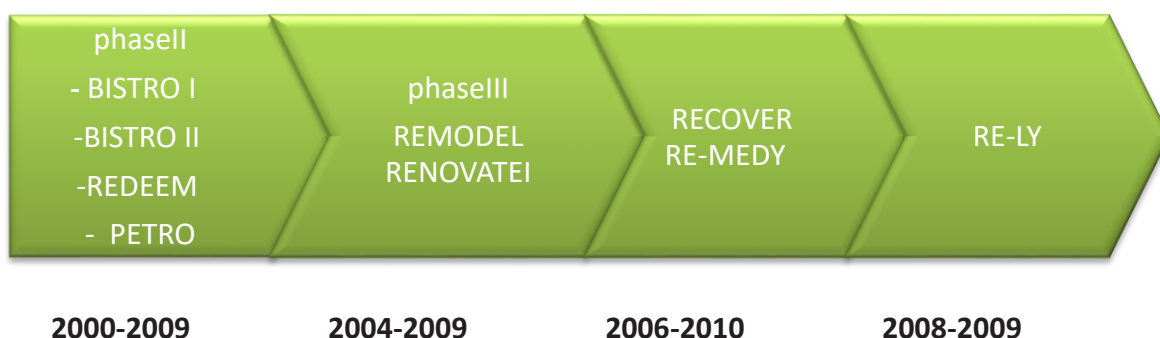 phaseII
- BISTRO I
-BISTRO II
-REDEEM
- PETRO
phaseIII
REMODEL
RENOVATEI
RECOVER
RE-MEDY
RE-LY
2000-2009
2004-2009
2006-2010
2008-2009